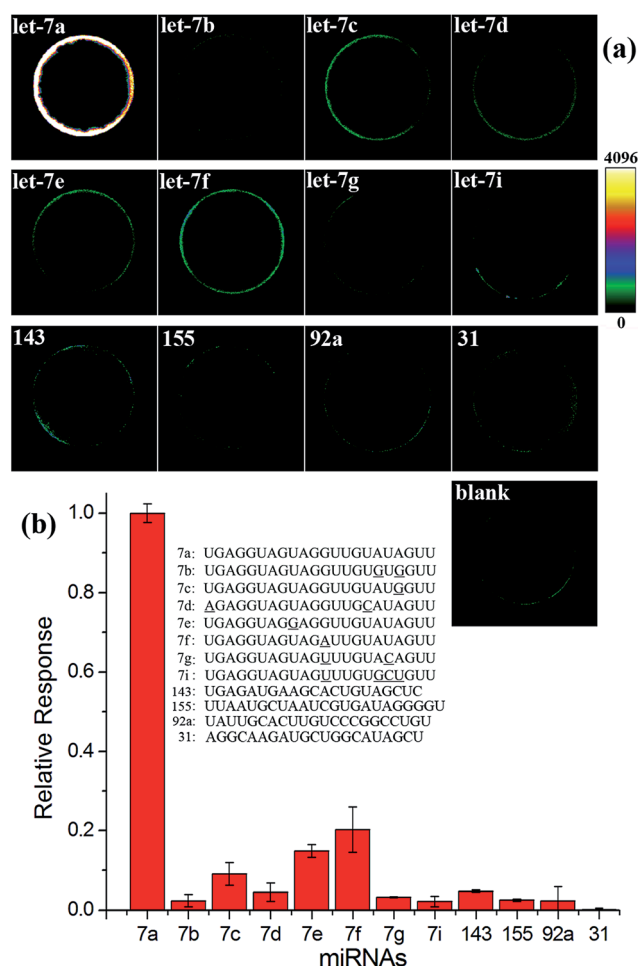 let-7a
let-7b
let-7c
let-7d
(a)
4096
0
let-7e
let-7f
let-7g
let-7i
143
155
92a
31
blank
(b)
Relative Response
1.0
0.8
0.6
0.4
0.2
0.0
7a: UGAGGUAGUAGGUUGUAUAGUU
7b: UGAGGUAGUAGGUUGUGUGGUU
7c: UGAGGUAGUAGGUUGUAUGGUU
7d: AGAGGUAGUAGGUUGCAUAGUU
7e: UGAGGUAGGAGGUUGUAUAGUU
7f: UGAGGUAGUAGAUUGUAUAGUU
7g: UGAGGUAGUAGUUUGUACAGUU
7i: UGAGGUAGUAGUUUGUGCUGUU
143: UGAGAUGAAGCACUGUAGCUC
155: UUAAUGCUAAUCGUGAUAGGGGU
92a: UAUUGCACUUGUCCCGGCCUGU
31: AGGCAAGAUGCUGGCAUAGCU
7a 7b 7c 7d 7e 7f 7g 7i 143 155 92a 31
miRNAs